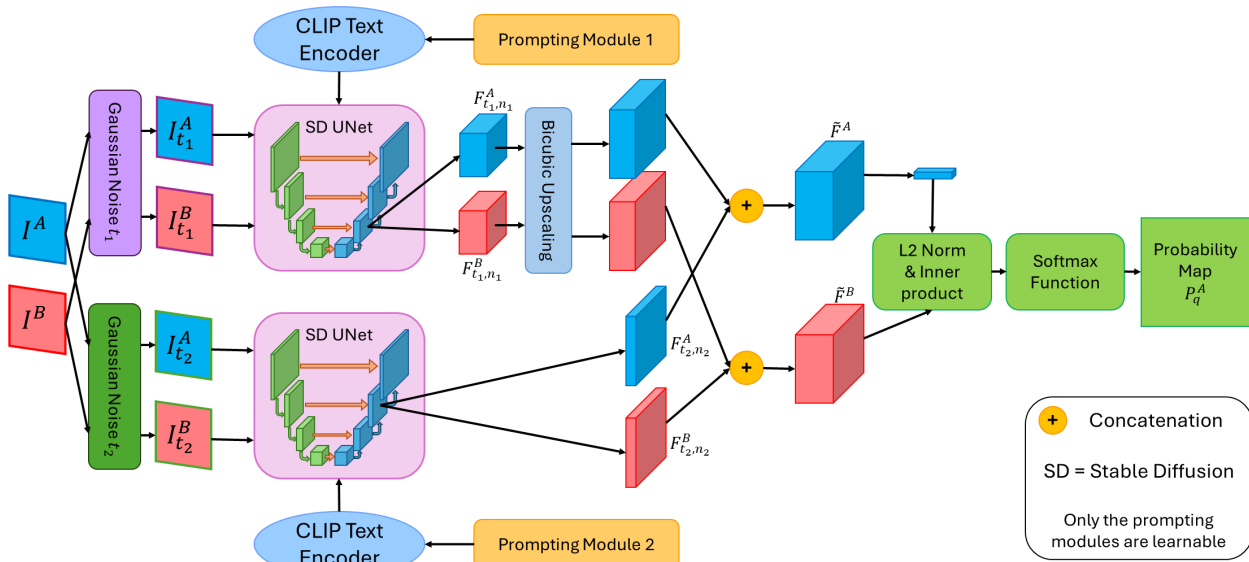 CLIP Text
Encoder
Prompting Module 1
Gaussian Noise t₁
I^A_{t₁}
I^B_{t₁}
SD UNet
F^A_{t₁,n₁}
F^B_{t₁,n₁}
Bicubic Upscaling
I^A
I^B
Gaussian Noise t₂
I^A_{t₂}
I^B_{t₂}
SD UNet
F^A_{t₂,n₂}
F^B_{t₂,n₂}
+
+
F̃^A
F̃^B
L2 Norm
& Inner
product
Softmax
Function
Probability
Map
P^A_q
CLIP Text
Encoder
Prompting Module 2
+ Concatenation
SD = Stable Diffusion
Only the prompting
modules are learnable